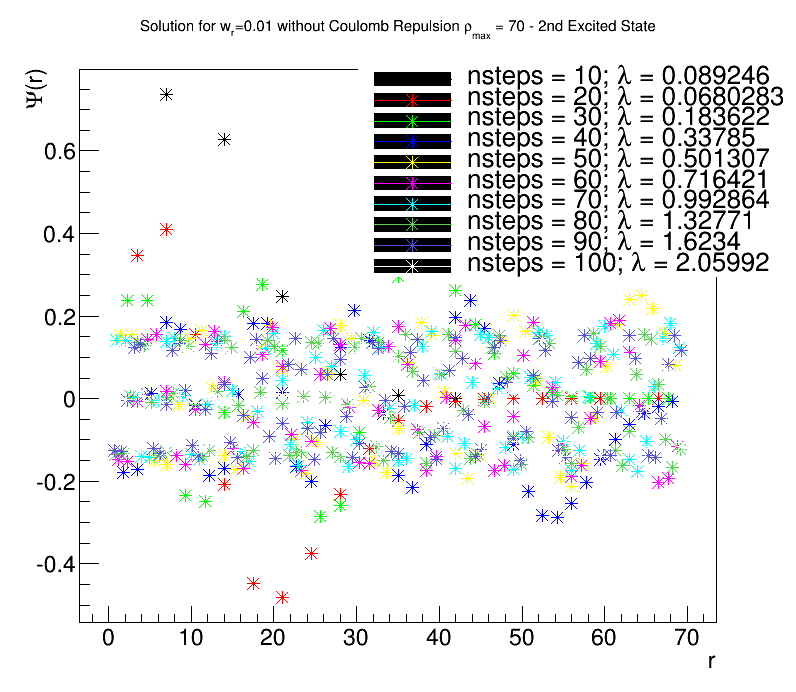 Solution for wr=0.01 without Coulomb Repulsion ρmax = 70 - 2nd Excited State
Ψ(r)
nsteps = 10; λ = 0.089246
nsteps = 20; λ = 0.0680283
nsteps = 30; λ = 0.183622
nsteps = 40; λ = 0.33785
nsteps = 50; λ = 0.501307
nsteps = 60; λ = 0.716421
nsteps = 70; λ = 0.992864
nsteps = 80; λ = 1.32771
nsteps = 90; λ = 1.6234
nsteps = 100; λ = 2.05992
0.6
0.4
0.2
0
-0.2
-0.4
0 10 20 30 40 50 60 70
r